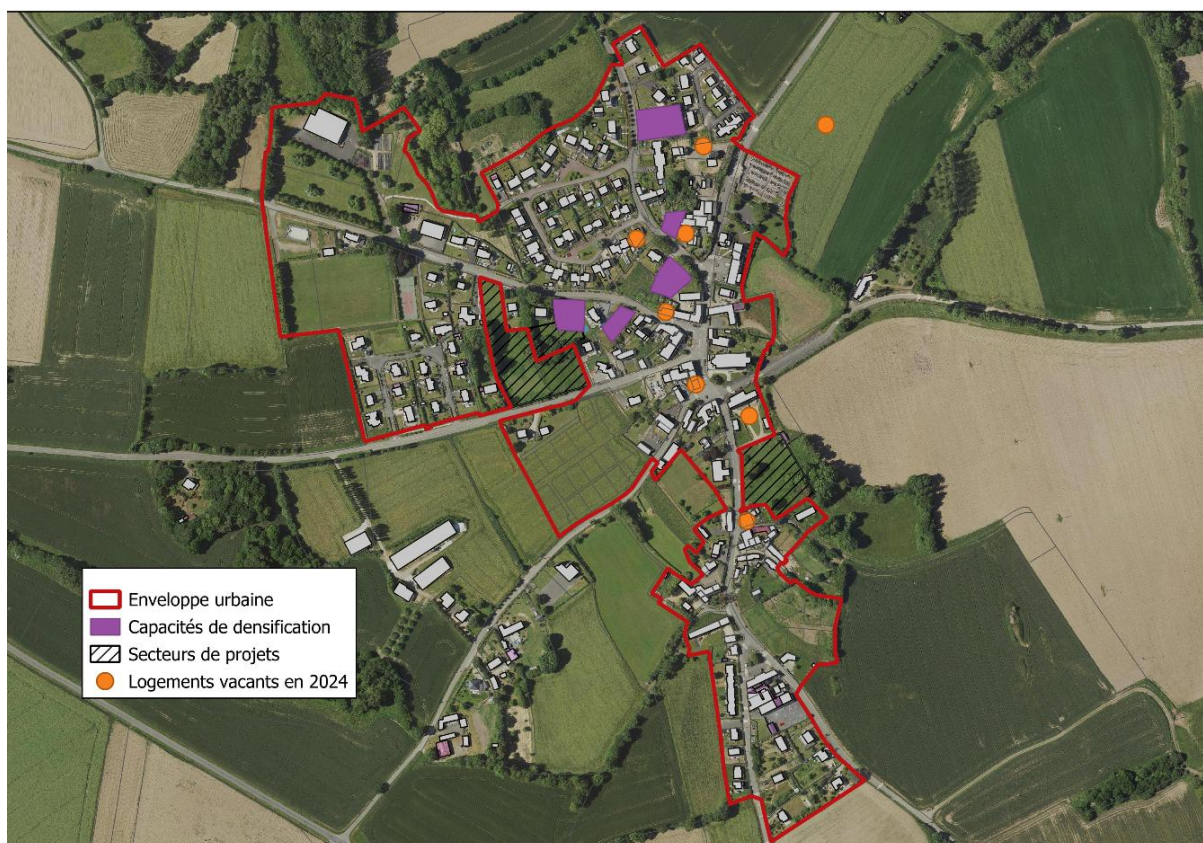 Enveloppe urbaine
Capacités de densification
Secteurs de projets
Logements vacants en 2024